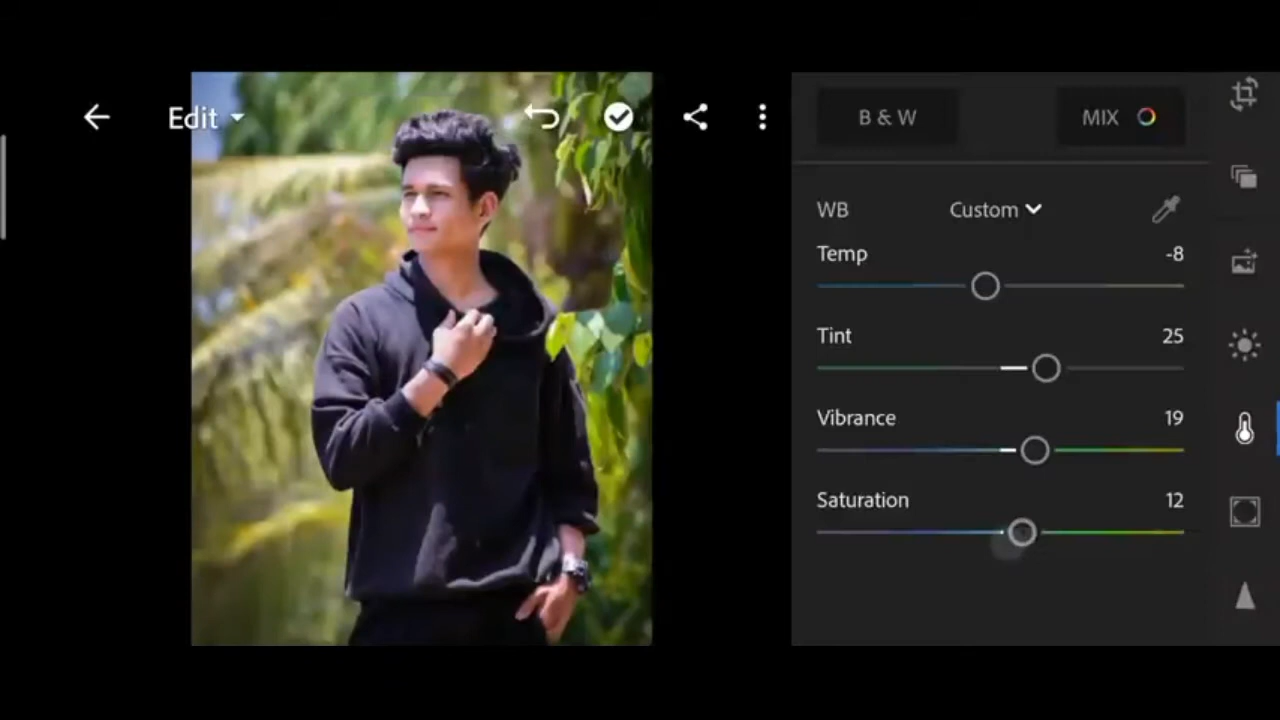 Edit
B & W
MIX
WB
Custom
Temp
-8
Tint
25
Vibrance
19
Saturation
12